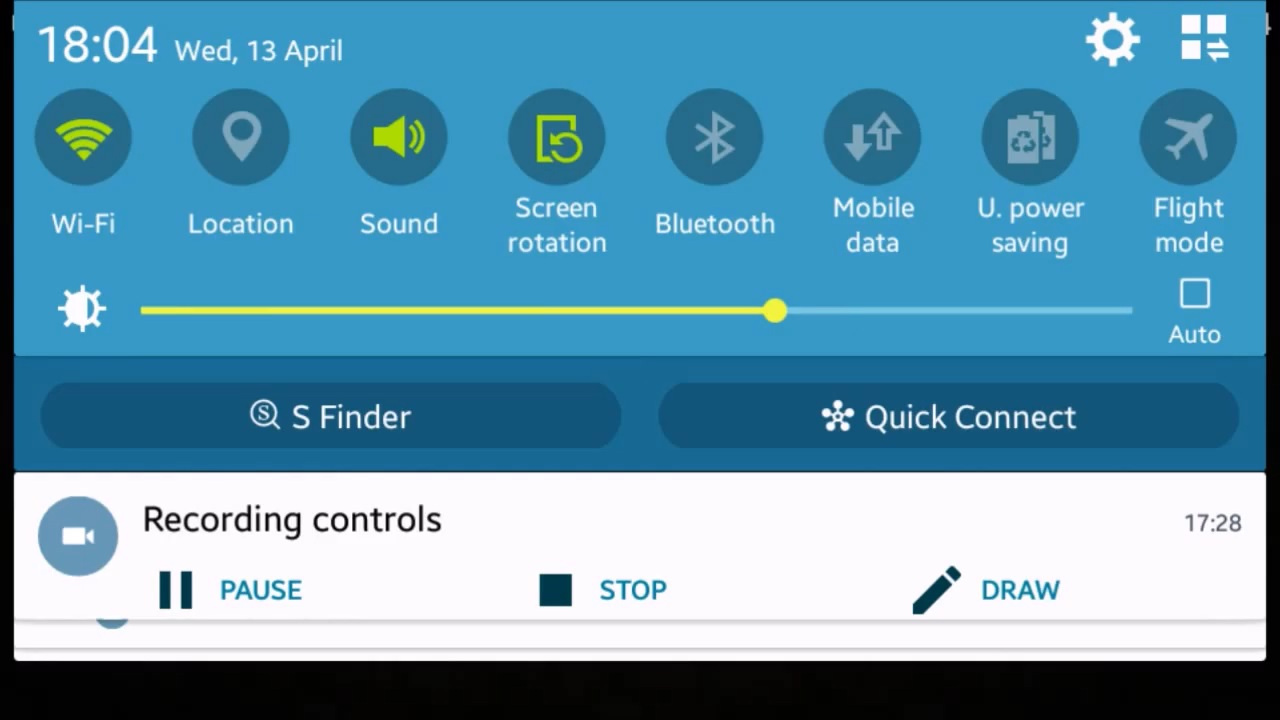 18:04 Wed, 13 April
Wi-Fi
Location
Sound
Screen
rotation
Bluetooth
Mobile
data
U. power
saving
Flight
mode
Auto
S Finder
Quick Connect
Recording controls
17:28
PAUSE
STOP
DRAW